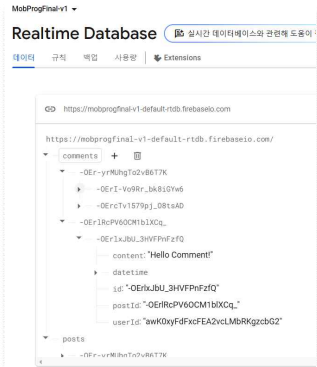 MobProgFinal-v1
Realtime Database
실시간 데이터베이스와 관련해 도움이
데이터 규칙 백업 사용량 Extensions
https://mobprogfinal-v1-default-rtdb.firebaseio.com
https://mobprogfinal-v1-default-rtdb.firebaseio.com/
comments
-OEr-yrMUhgTo2vB6T7K
-OErI-Vo9Rr_bk8iGYw6
-OErcTv1579pj_O8tsAD
-OErlRcPV6OCM1blXCq_
-OErlxJbU_3HVFPnFzfQ
content: "Hello Comment!"
datetime
id: "-OErlxJbU_3HVFPnFzfQ"
postId: "-OErlRcPV6OCM1blXCq_"
userId: "awK0xyFdFxcFEA2vcLMbRKgzcbG2"
posts
-OEr-yrMUhgTo2vB6T7K